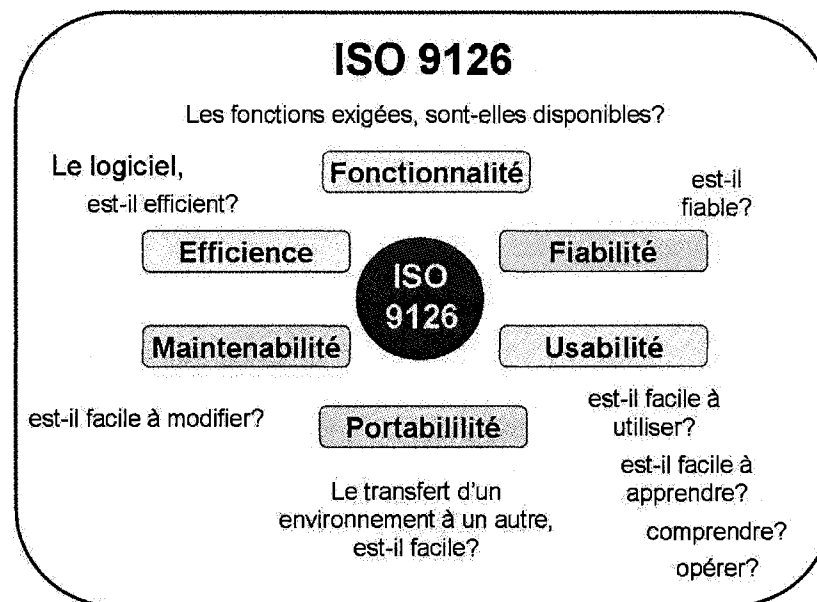 ISO 9126
Les fonctions exigées, sont-elles disponibles?
Le logiciel,
est-il efficient?
Fonctionnalité
est-il
fiable?
Efficience
ISO
9126
Fiabilité
Maintenabilité
Usabilité
est-il facile à modifier?
Portabililité
est-il facile à
utiliser?
est-il facile à
apprendre?
comprendre?
opérer?
Le transfert d'un
environnement à un autre,
est-il facile?